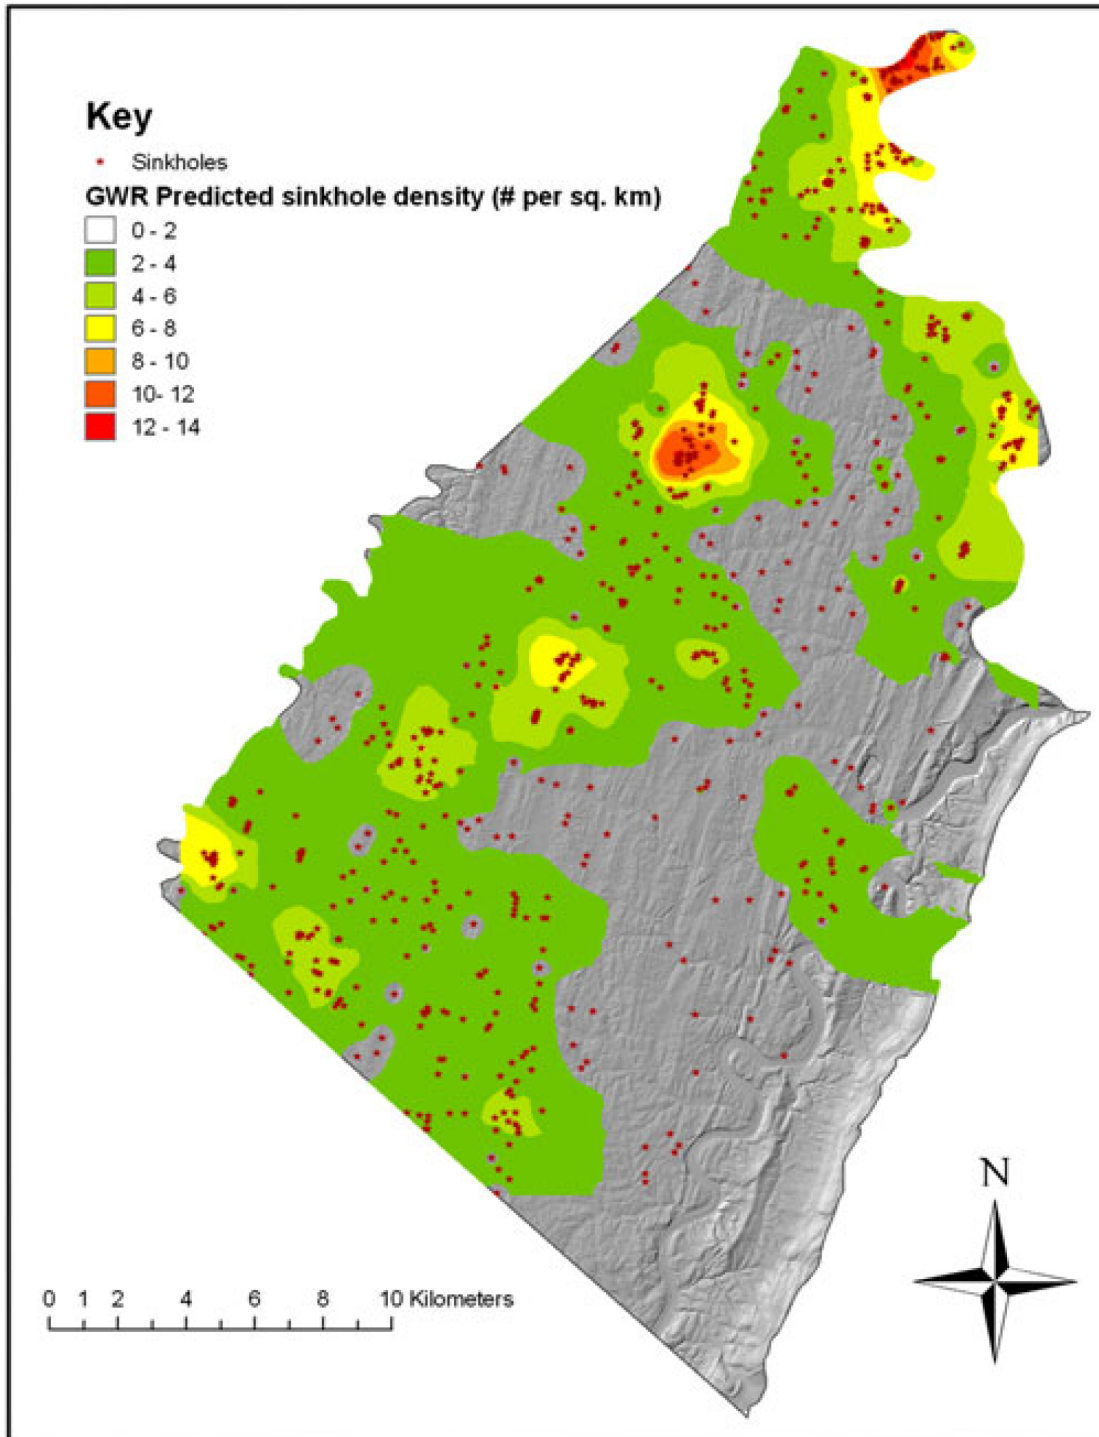 Key
Sinkholes
GWR Predicted sinkhole density (# per sq. km)
0 - 2
2 - 4
4 - 6
6 - 8
8 - 10
10- 12
12 - 14
N
0 1 2 4 6 8 10 Kilometers